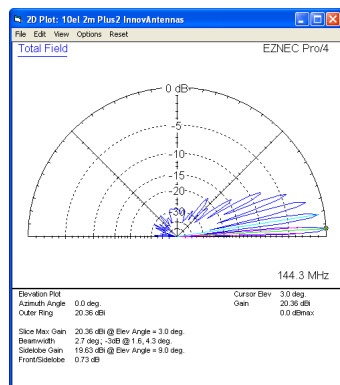 2D Plot: 10el 2m Plus2 InnovAntennas
File Edit View Options Reset
Total Field
EZNEC Pro/4
0 dB
-5
-10
-15
-20
-30
144.3 MHz
Elevation Plot
Azimuth Angle 0.0 deg.
Outer Ring 20.36 dBi
Cursor Elev 3.0 deg.
Gain 20.36 dBi
0.0 dBmax
Slice Max Gain 20.36 dBi @ Elev Angle = 3.0 deg.
Beamwidth 2.7 deg.; -3dB @ 1.6, 4.3 deg.
Sidelobe Gain 19.63 dBi @ Elev Angle = 9.0 deg.
Front/Sidelobe 0.73 dB